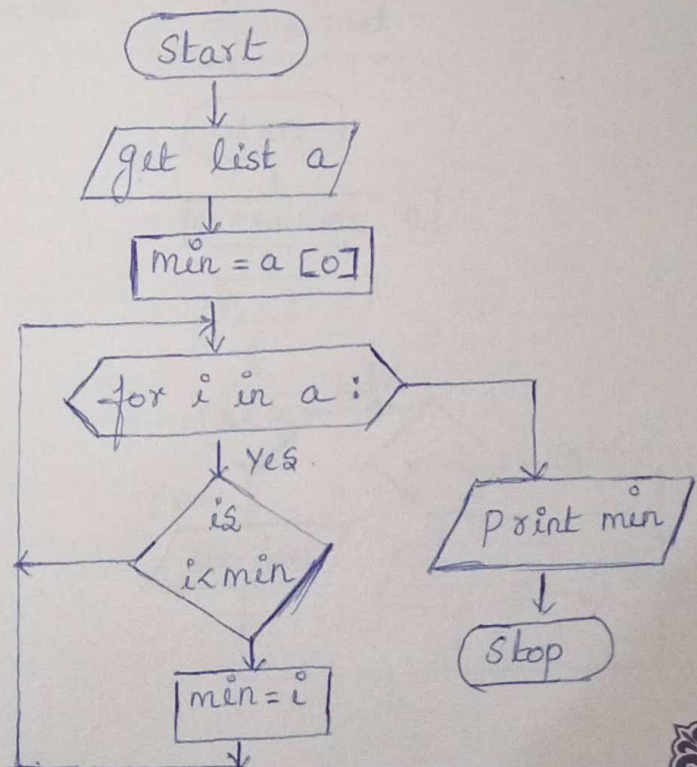 Start
get list a
min = a [0]
for i in a :
Yes
is
i<min
print min
min = i
Stop